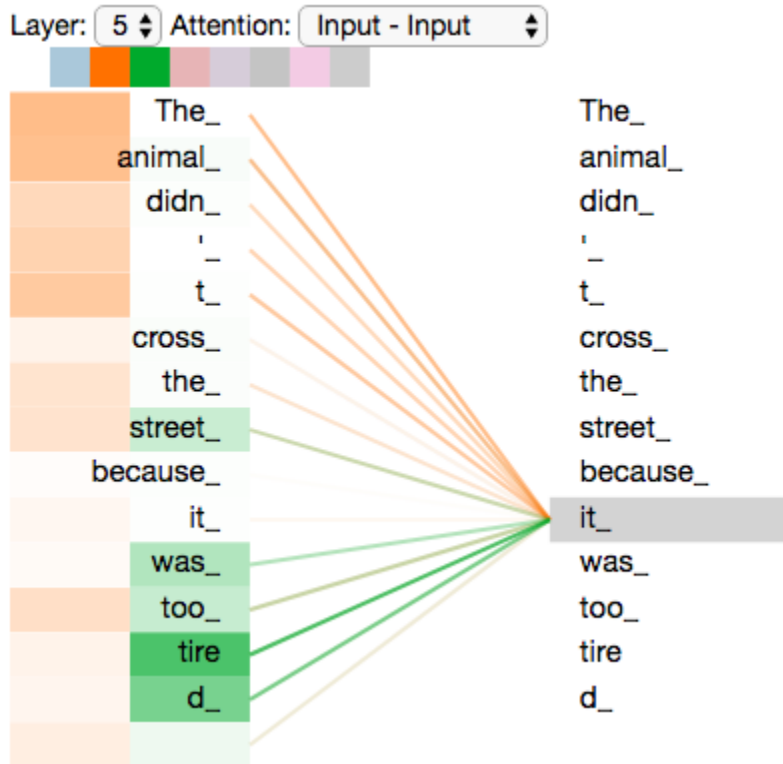 Layer: 5 Attention: Input - Input
The_ The_
animal_ animal_
didn_ didn_
'_ '_
t_ t_
cross_ cross_
the_ the_
street_ street_
because_ because_
it_ it_
was_ was_
too_ too_
tire tire
d_ d_